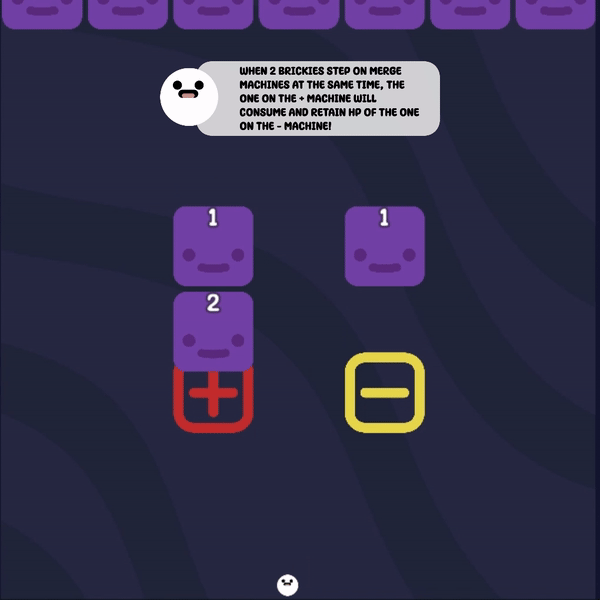 WHEN 2 BRICKIES STEP ON MERGE
MACHINES AT THE SAME TIME, THE
ONE ON THE + MACHINE WILL
CONSUME AND RETAIN HP OF THE ONE
ON THE - MACHINE!
1 1
2